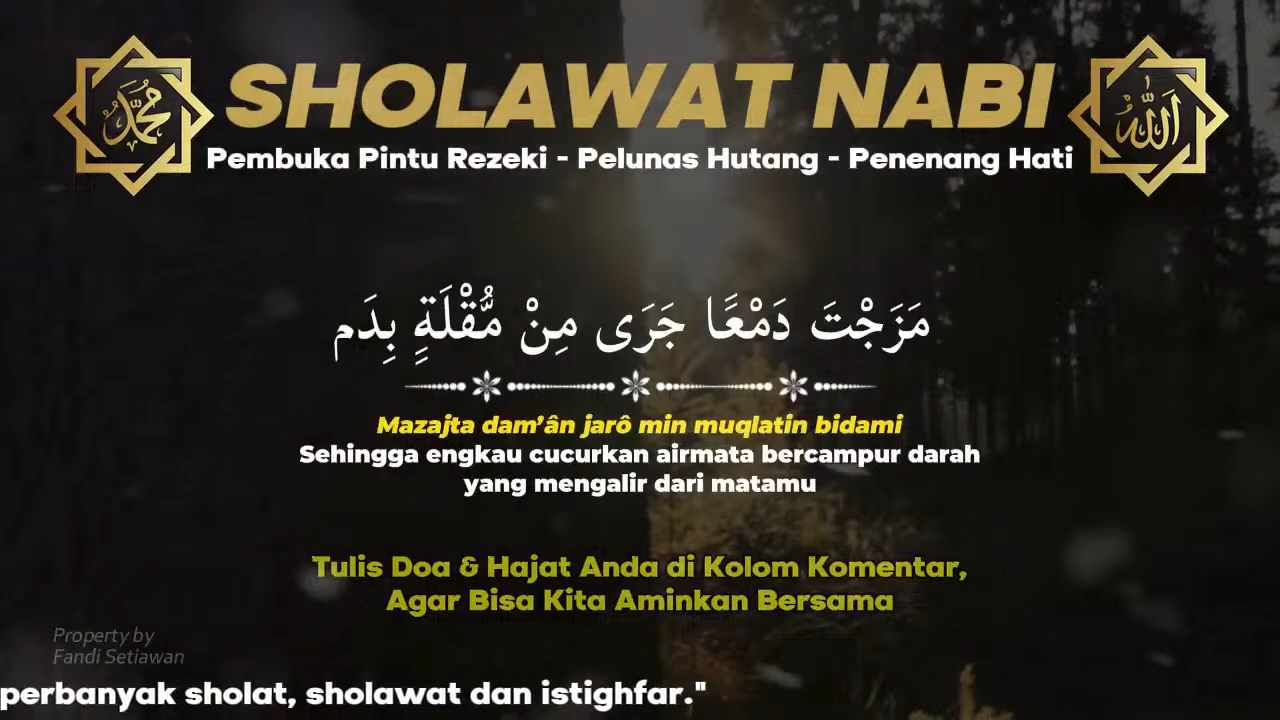 محمد
SHOLAWAT NABI
الله
Pembuka Pintu Rezeki - Pelunas Hutang - Penenang Hati
مَزَجْتَ دَمْعًا جَرَى مِنْ مُّقْلَةٍ بِدَم
Mazajta dam’ân jarô min muqlatin bidami
Sehingga engkau cucurkan airmata bercampur darah
yang mengalir dari matamu
Tulis Doa & Hajat Anda di Kolom Komentar,
Agar Bisa Kita Aminkan Bersama
Property by
Fandi Setiawan
perbanyak sholat, sholawat dan istighfar."